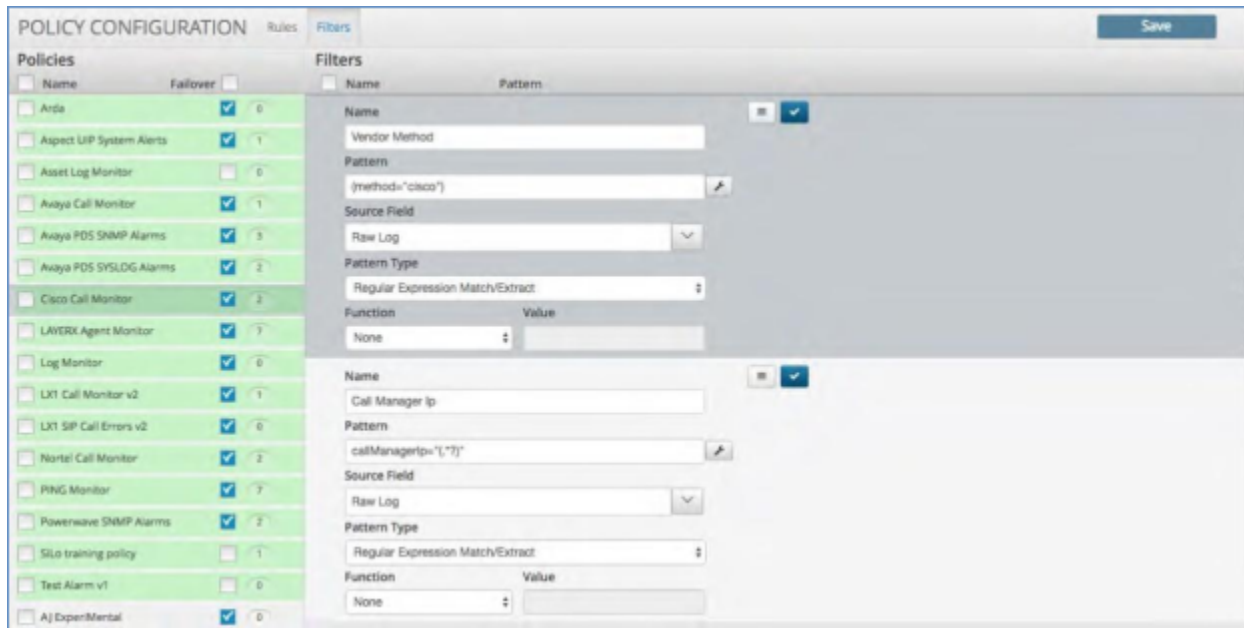 POLICY CONFIGURATION Rules Filters Save
Policies
Name Failover
Arda 0
Aspect UIP System Alerts 1
Asset Log Monitor 0
Avaya Call Monitor 1
Avaya PDS SNMP Alarms 3
Avaya PDS SYSLOG Alarms 2
Cisco Call Monitor 2
LAYERX Agent Monitor 7
Log Monitor 0
LX1 Call Monitor v2 1
LX1 SIP Call Errors v2 0
Nortel Call Monitor 2
PING Monitor 7
Powerwave SNMP Alarms 2
SiLo training policy 1
Test Alarm v1 0
AJ ExperiMental 0
Filters
Name Pattern
Name
Vendor Method
Pattern
(method="cisco")
Source Field
Raw Log
Pattern Type
Regular Expression Match/Extract
Function Value
None
Name
Call Manager Ip
Pattern
callManagerIp="(.*?)"
Source Field
Raw Log
Pattern Type
Regular Expression Match/Extract
Function Value
None